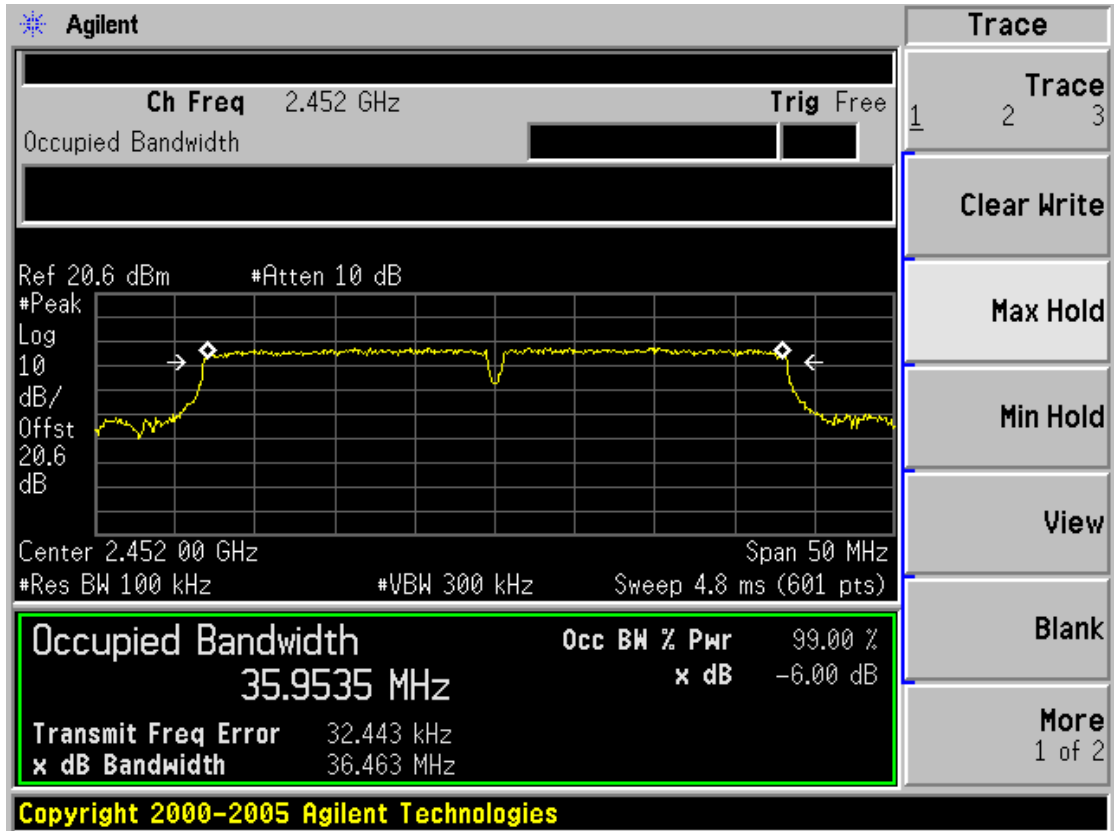 Agilent
Trace
Ch Freq 2.452 GHz Trig Free
Occupied Bandwidth
Trace
1 2 3
Clear Write
Max Hold
Min Hold
View
Blank
More
1 of 2
Ref 20.6 dBm #Atten 10 dB
#Peak
Log
10
dB/
Offst
20.6
dB
Center 2.452 00 GHz Span 50 MHz
#Res BW 100 kHz #VBW 300 kHz Sweep 4.8 ms (601 pts)
Occupied Bandwidth
35.9535 MHz
Occ BW % Pwr 99.00 %
x dB -6.00 dB
Transmit Freq Error 32.443 kHz
x dB Bandwidth 36.463 MHz
Copyright 2000-2005 Agilent Technologies